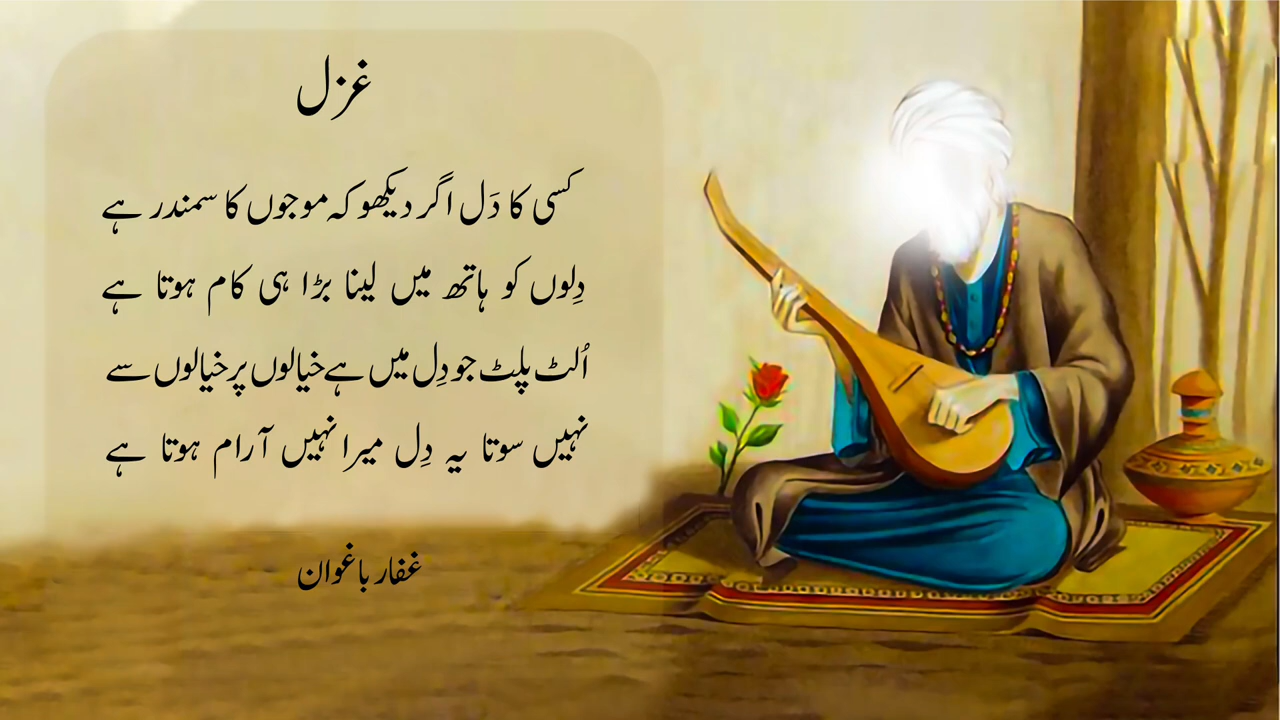 غزل
کسی کا دَل اگر دیکھو کہ موجوں کا سمندر ہے
دِلوں کو ہاتھ میں لینا بڑا ہی کام ہوتا ہے
اُلٹ پلٹ جو دِل میں ہے خیالوں پر خیالوں سے
نہیں سوتا یہ دِل میرا نہیں آرام ہوتا ہے
غفار باغوان